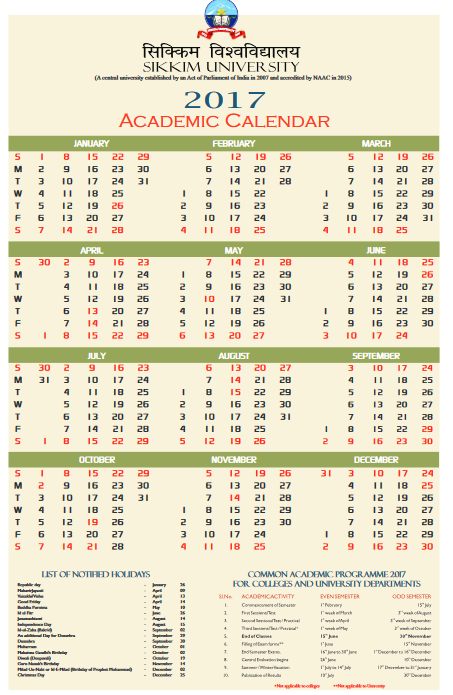 सिक्किम विश्वविद्यालय
SIKKIM UNIVERSITY
(A central university established by an Act of Parliament of India in 2007 and accredited by NAAC in 2015)
2017
ACADEMIC CALENDAR
JANUARY FEBRUARY MARCH
S 1 8 15 22 29 5 12 19 26 5 12 19 26
M 2 9 16 23 30 6 13 20 27 6 13 20 27
T 3 10 17 24 31 7 14 21 28 7 14 21 28
W 4 11 18 25 1 8 15 22 1 8 15 22 29
T 5 12 19 26 2 9 16 23 2 9 16 23 30
F 6 13 20 27 3 10 17 24 3 10 17 24 31
S 7 14 21 28 4 11 18 25 4 11 18 25
APRIL MAY JUNE
S 30 2 9 16 23 7 14 21 28 4 11 18 25
M 3 10 17 24 1 8 15 22 29 5 12 19 26
T 4 11 18 25 2 9 16 23 30 6 13 20 27
W 5 12 19 26 3 10 17 24 31 7 14 21 28
T 6 13 20 27 4 11 18 25 1 8 15 22 29
F 7 14 21 28 5 12 19 26 2 9 16 23 30
S 1 8 15 22 29 6 13 20 27 3 10 17 24
JULY AUGUST SEPTEMBER
S 30 2 9 16 23 6 13 20 27 3 10 17 24
M 31 3 10 17 24 7 14 21 28 4 11 18 25
T 4 11 18 25 1 8 15 22 29 5 12 19 26
W 5 12 19 26 2 9 16 23 30 6 13 20 27
T 6 13 20 27 3 10 17 24 31 7 14 21 28
F 7 14 21 28 4 11 18 25 1 8 15 22 29
S 1 8 15 22 29 5 12 19 26 2 9 16 23 30
OCTOBER NOVEMBER DECEMBER
S 1 8 15 22 29 5 12 19 26 31 3 10 17 24
M 2 9 16 23 30 6 13 20 27 4 11 18 25
T 3 10 17 24 31 7 14 21 28 5 12 19 26
W 4 11 18 25 1 8 15 22 29 6 13 20 27
T 5 12 19 26 2 9 16 23 30 7 14 21 28
F 6 13 20 27 3 10 17 24 1 8 15 22 29
S 7 14 21 28 4 11 18 25 2 9 16 23 30
LIST OF NOTIFIED HOLIDAYS
Republic day - January 26
Mahavirjayanti - April 09
Vaisakhi/Vishu - April 13
Good Friday - April 14
Buddha Purnima - May 10
Id ul Fitr - June 26
Janamashtami - August 14
Independence Day - August 15
Id-ul-Zuha (Bakrid) - September 02
An additional Day for Dussehra - September 29
Dussehra - September 30
Muharram - October 01
Mahatma Gandhi's Birthday - October 02
Diwali (Deepavali) - October 19
Guru Nanak's Birthday - November 14
Milad-Un-Nabi or Id-E-Milad (Birthday of Prophet Mohammad) - December 02
Christmas Day - December 25
COMMON ACADEMIC PROGRAMME 2017
FOR COLLEGES AND UNIVERSITY DEPARTMENTS
Sl.No. ACADEMIC ACTIVITY EVEN SEMESTER ODD SEMESTER
1. Commencement of Semester 1st February 15th July
2. First Sessional Test 1st week of March 3rd week of August
3. Second Sessional Test/ Practical 1st week of April 3rd week of September
4. Third Sessional Test / Practical* 1st week of May 2nd week of October
5. End of Classes 15th June 30th November
6. Filling of Exam forms** 1st June 15th November
7. End Semester Exams. 16th June to 30th June 1st December to 16th December
8. Central Evaluation begins 26th June 10th December
9. Summer / Winter Vacation 1st July to 14th July 17th December to 31st January
10. Publication of Results 10th July 30th December
*Not applicable to colleges **Not applicable to University